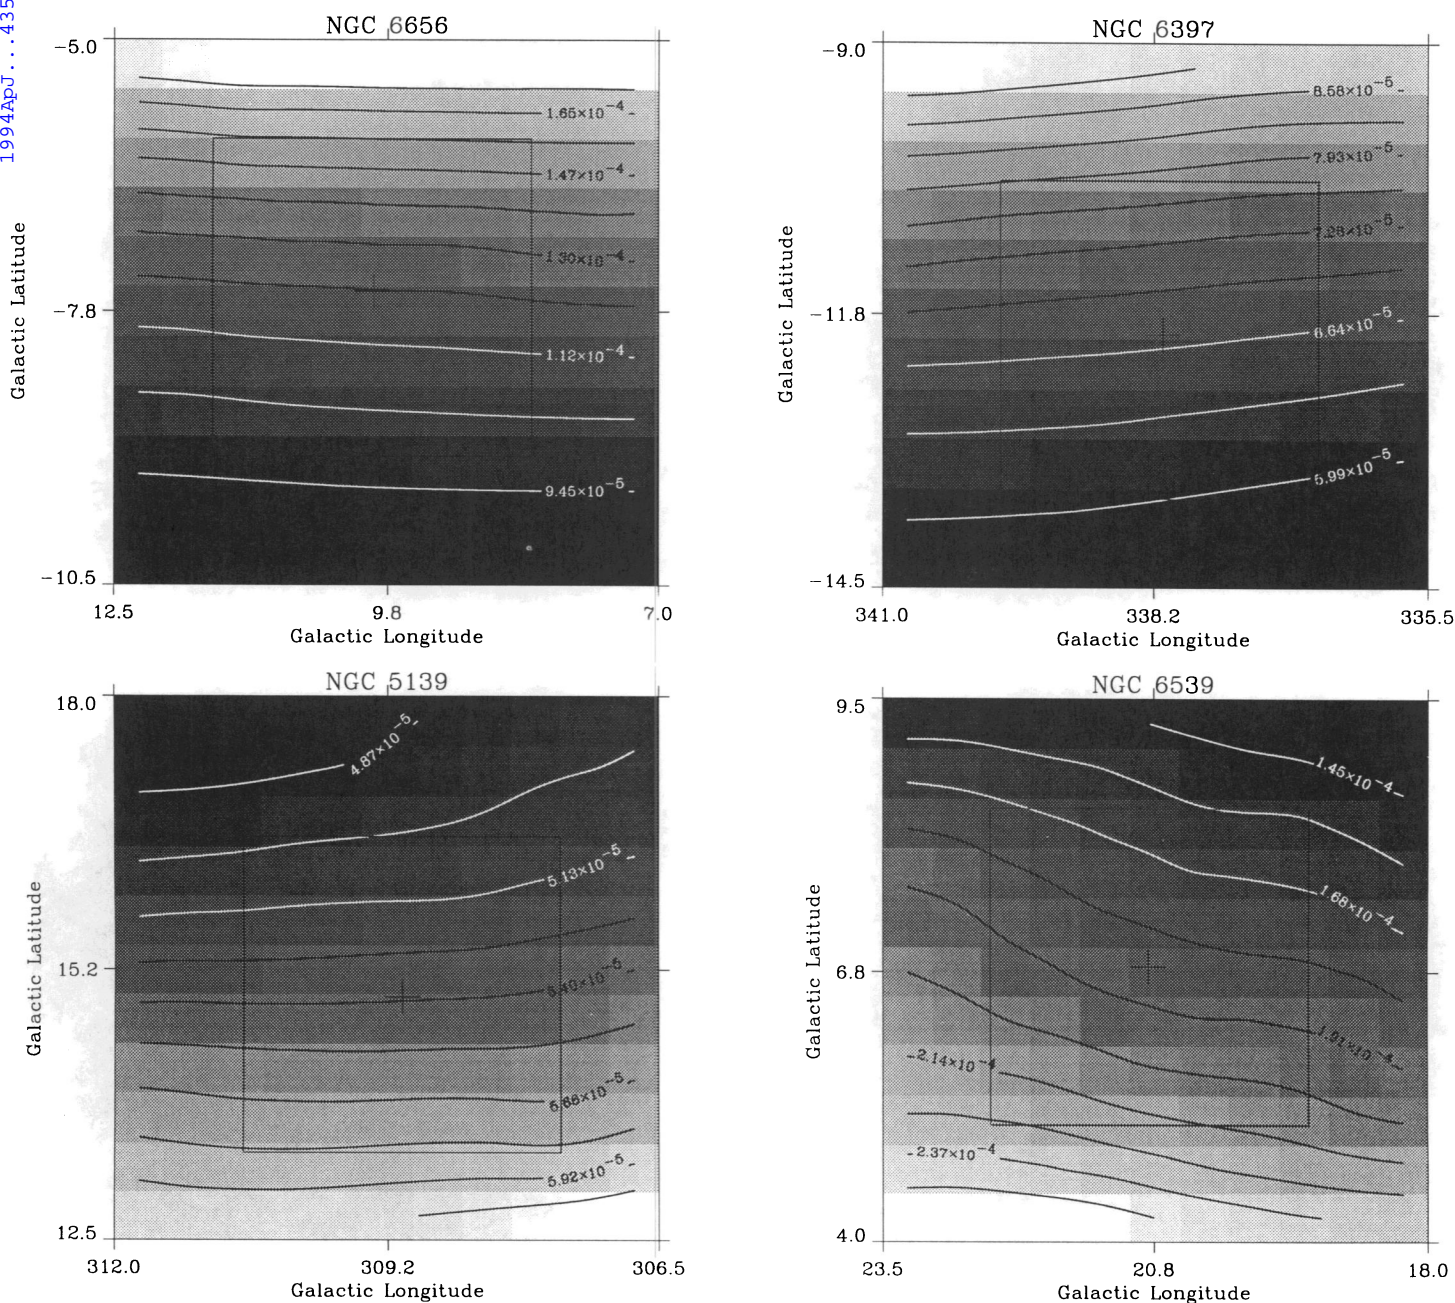 1994ApJ...435
NGC 6656
-5.0
-7.8
-10.5
Galactic Latitude
1.65×10⁻⁴
1.47×10⁻⁴
1.30×10⁻⁴
1.12×10⁻⁴
9.45×10⁻⁵
12.5 9.8 7.0
Galactic Longitude
NGC 6397
-9.0
-11.8
-14.5
Galactic Latitude
8.58×10⁻⁵
7.93×10⁻⁵
7.28×10⁻⁵
6.64×10⁻⁵
5.99×10⁻⁵
341.0 338.2 335.5
Galactic Longitude
NGC 5139
18.0
15.2
12.5
Galactic Latitude
4.87×10⁻⁵
5.13×10⁻⁵
5.40×10⁻⁵
5.66×10⁻⁵
5.92×10⁻⁵
312.0 309.2 306.5
Galactic Longitude
NGC 6539
9.5
6.8
4.0
Galactic Latitude
1.45×10⁻⁴
1.68×10⁻⁴
1.91×10⁻⁴
2.14×10⁻⁴
2.37×10⁻⁴
23.5 20.8 18.0
Galactic Longitude